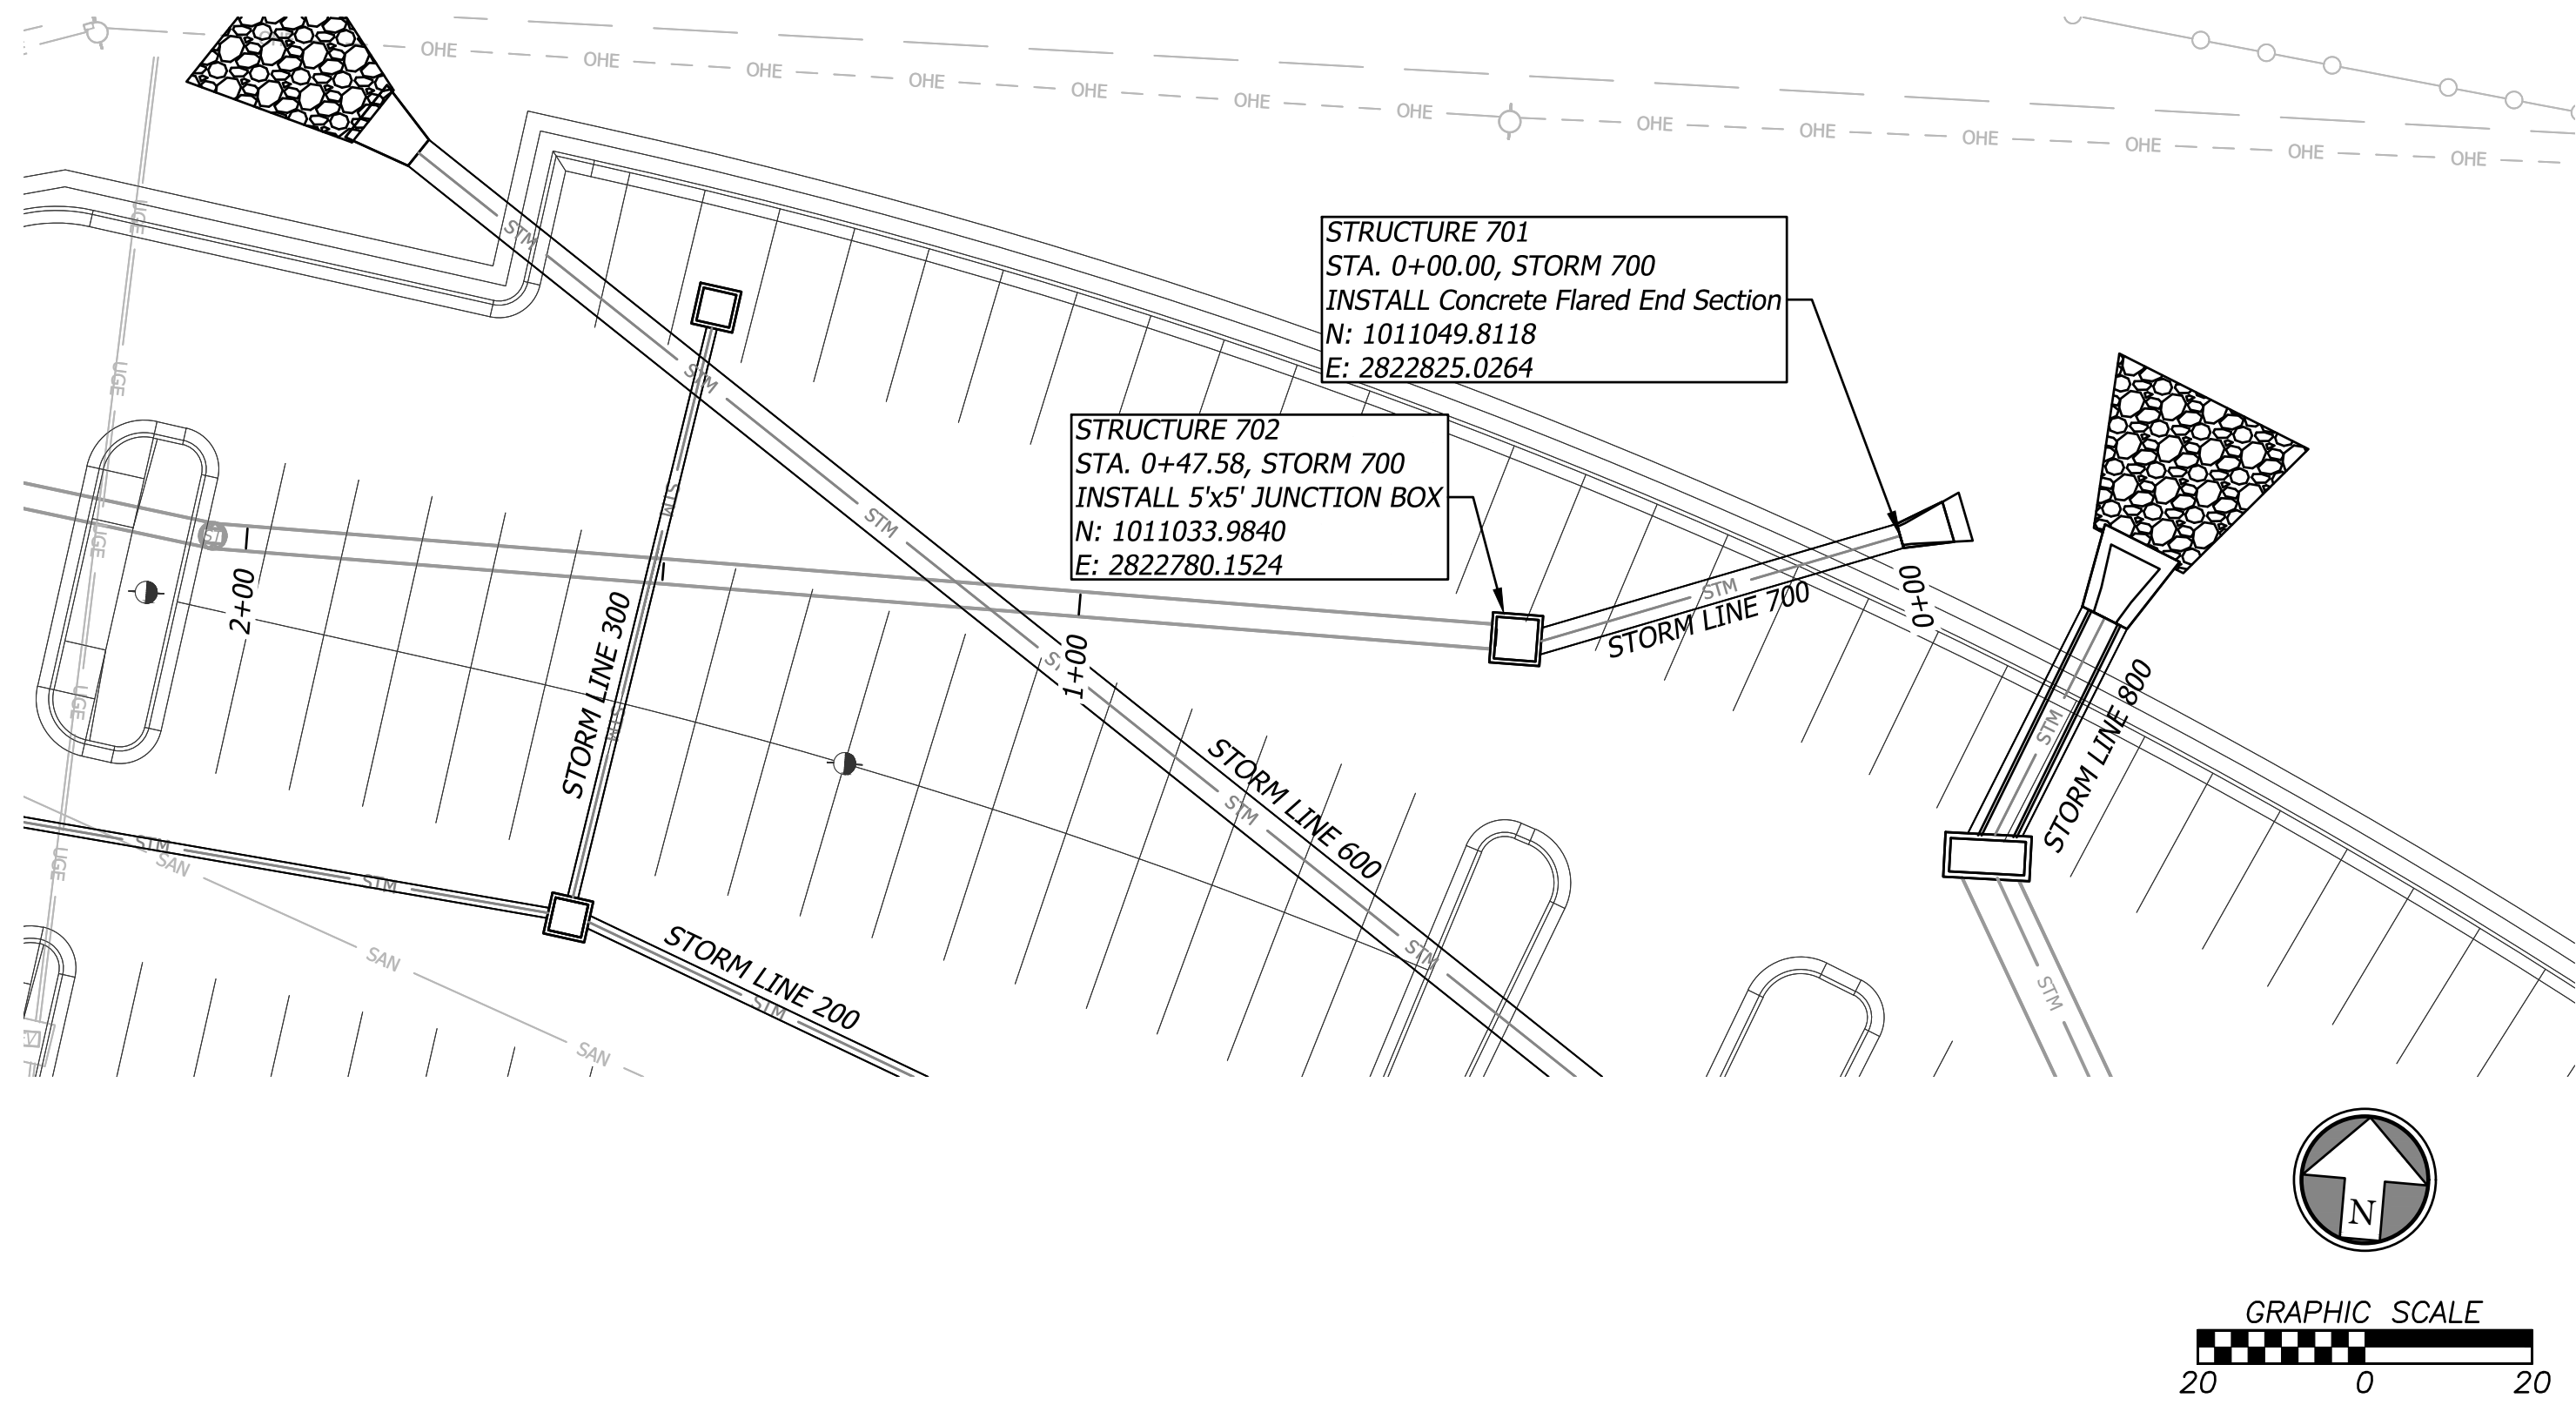 OHE OHE OHE OHE OHE OHE OHE OHE OHE OHE OHE OHE OHE
STRUCTURE 701
STA. 0+00.00, STORM 700
INSTALL Concrete Flared End Section
N: 1011049.8118
E: 2822825.0264
STRUCTURE 702
STA. 0+47.58, STORM 700
INSTALL 5'x5' JUNCTION BOX
N: 1011033.9840
E: 2822780.1524
UGE
UGE
UGE
UGE
UGE
STM
STM
STM
STM
STM
STM
STM
STM
2+00
1+00
0+00
STORM LINE 300
STM
STORM LINE 700
STM
STORM LINE 800
STM
STORM LINE 600
STM
STM
SAN
SAN
SAN
STORM LINE 200
N
GRAPHIC SCALE
20 0 20